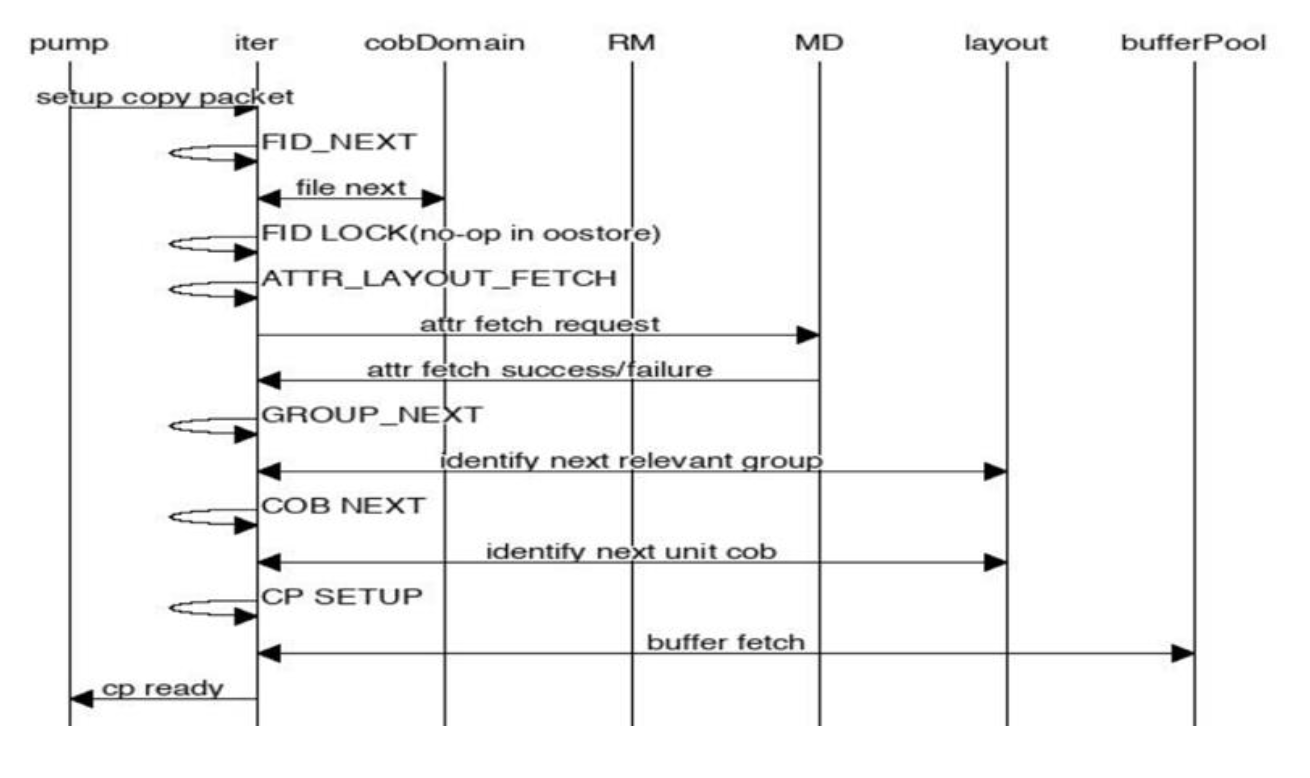 pump iter cobDomain RM MD layout bufferPool
setup copy packet
FID_NEXT
file next
FID LOCK(no-op in oostore)
ATTR_LAYOUT_FETCH
attr fetch request
attr fetch success/failure
GROUP_NEXT
identify next relevant group
COB NEXT
identify next unit cob
CP SETUP
buffer fetch
cp ready